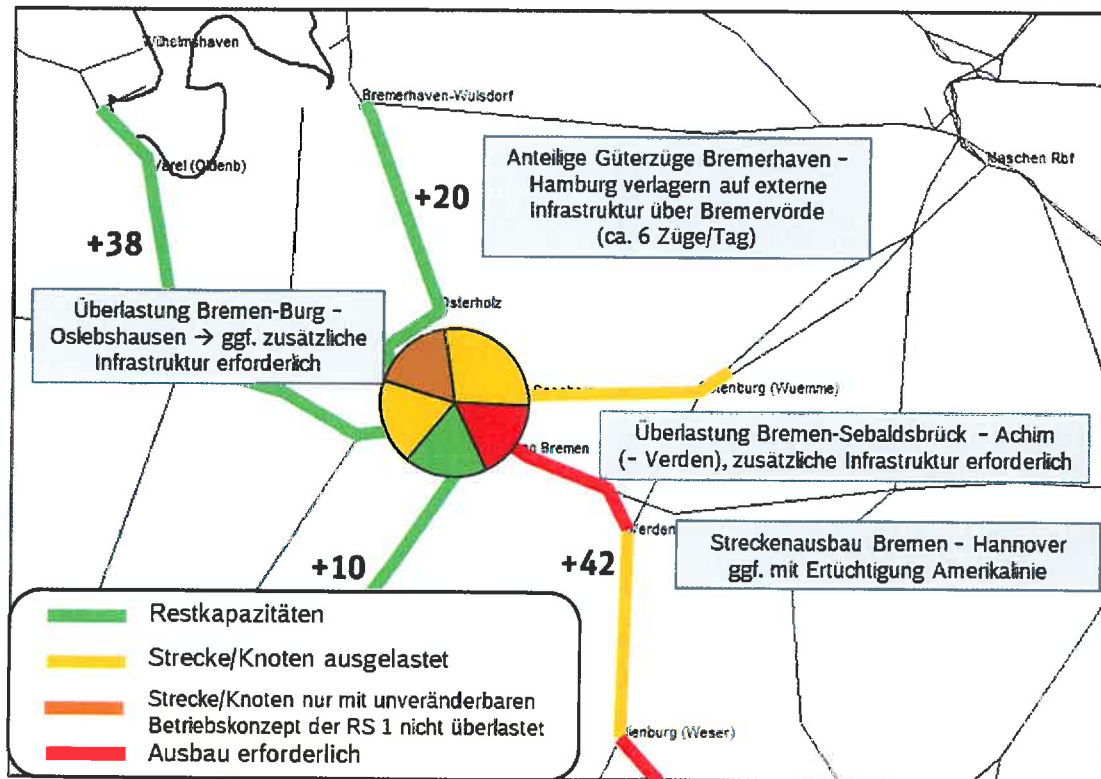 Wilhelmshaven
Bremerhaven-Wulsdorf
Varel (Oldenb)
Maschen Rbf
Anteilige Güterzüge Bremerhaven –
Hamburg verlagern auf externe
Infrastruktur über Bremervörde
(ca. 6 Züge/Tag)
+20
+38
Überlastung Bremen-Burg –
Oslebshausen → ggf. zusätzliche
Infrastruktur erforderlich
Osterholz
(Wuemme)
Überlastung Bremen-Sebaldsbrück – Achim
(– Verden), zusätzliche Infrastruktur erforderlich
Bremen
Verden
Streckenausbau Bremen – Hannover
ggf. mit Ertüchtigung Amerikalinie
+10
+42
Restkapazitäten
Strecke/Knoten ausgelastet
Strecke/Knoten nur mit unveränderbaren
Betriebskonzept der RS 1 nicht überlastet
Ausbau erforderlich
(Weser)